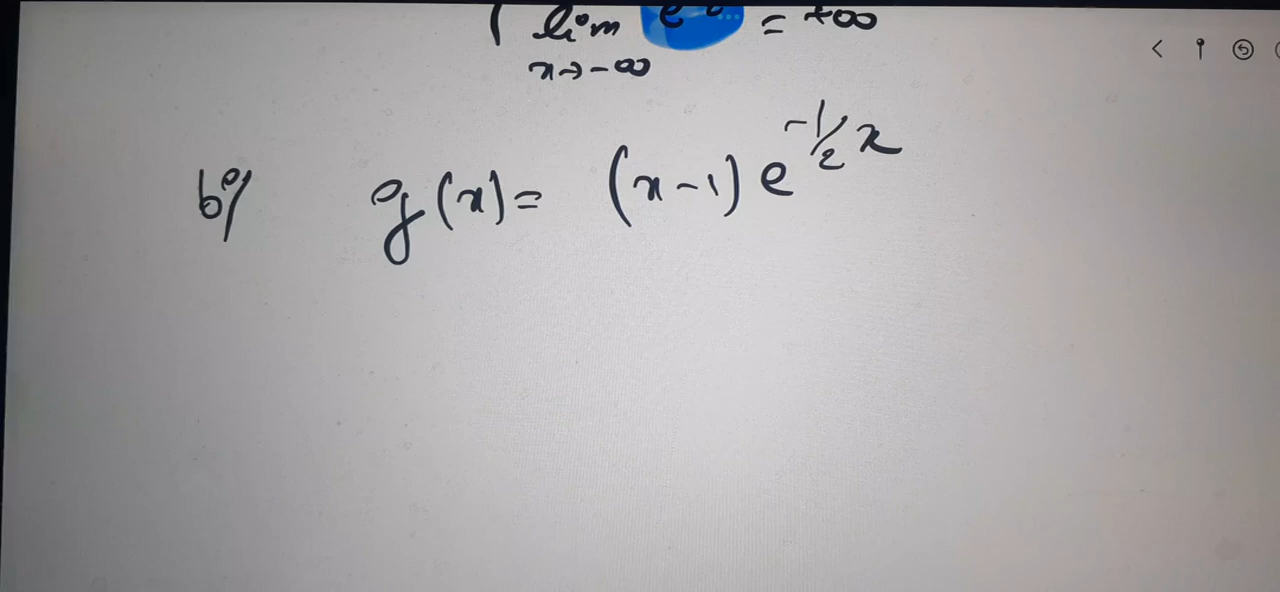 ( lim e = +∞
x→-∞
b°/ g(x)= (x-1) e^{-1/2 x}